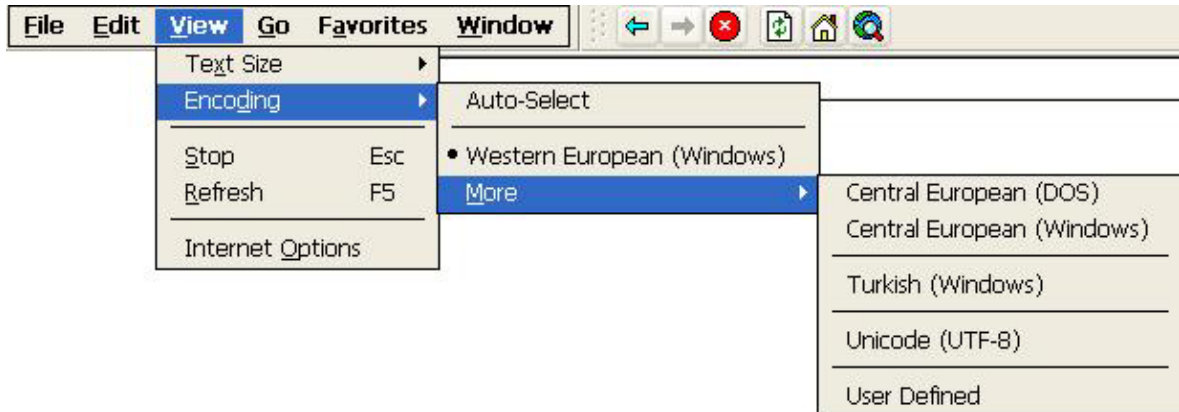 File Edit View Go Favorites Window
Text Size
Encoding
Stop Esc
Refresh F5
Internet Options
Auto-Select
Western European (Windows)
More
Central European (DOS)
Central European (Windows)
Turkish (Windows)
Unicode (UTF-8)
User Defined